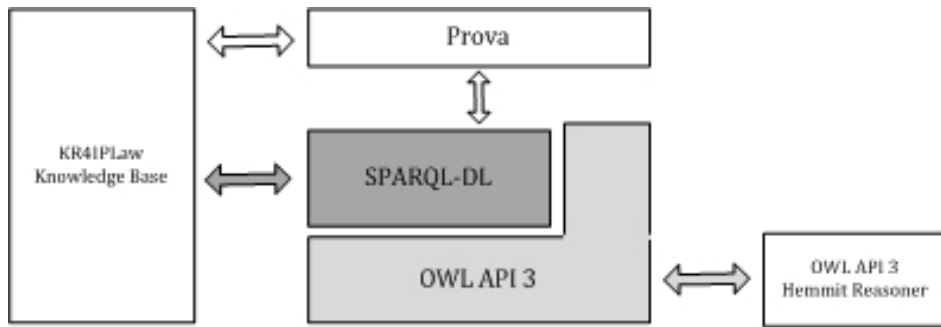 Prova
KR4IPLaw
Knowledge Base
SPARQL-DL
OWL API 3
OWL API 3
Hemmit Reasoner